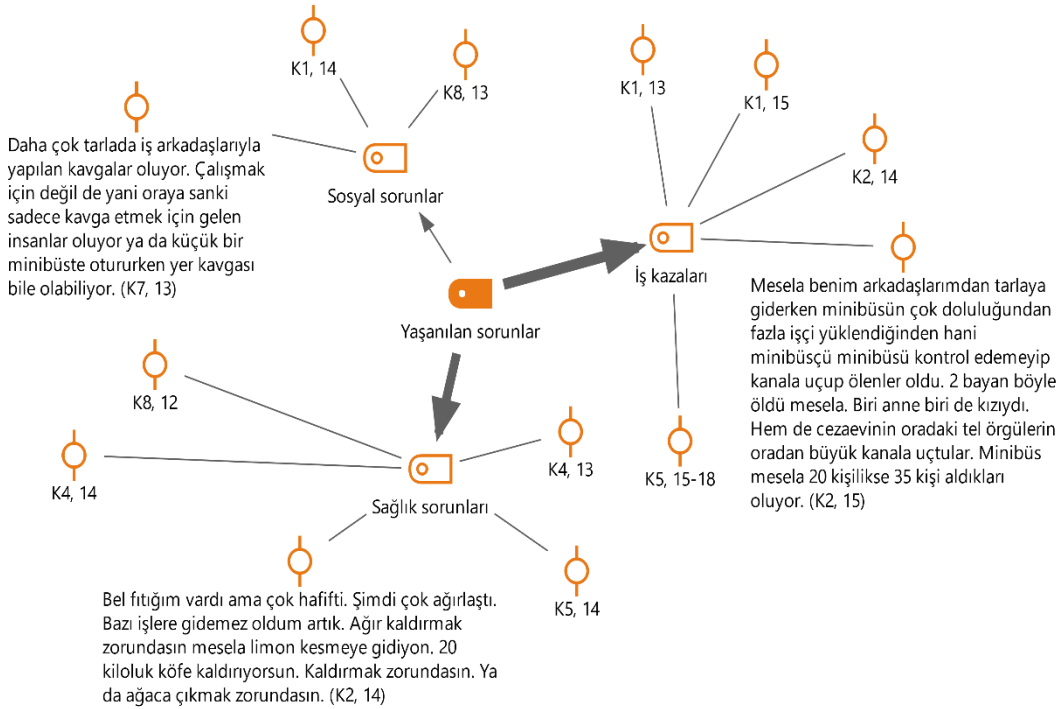 K1, 14
K8, 13
Daha çok tarlada iş arkadaşlarıyla
yapılan kavgalar oluyor. Çalışmak
için değil de yani oraya sanki
sadece kavga etmek için gelen
insanlar oluyor ya da küçük bir
minibüste otururken yer kavgası
bile olabiliyor. (K7, 13)
Sosyal sorunlar
K1, 13
K1, 15
K2, 14
İş kazaları
Mesela benim arkadaşlarımdan tarlaya
giderken minibüsün çok doluluğundan
fazla işçi yüklendiğinden hani
minibüsçü minibüsü kontrol edemeyip
kanala uçup ölenler oldu. 2 bayan böyle
öldü mesela. Biri anne biri de kızıydı.
Hem de cezaevinin oradaki tel örgülerin
oradan büyük kanala uçtular. Minibüs
mesela 20 kişilikse 35 kişi aldıkları
oluyor. (K2, 15)
K5, 15-18
Yaşanılan sorunlar
K8, 12
K4, 14
K4, 13
Sağlık sorunları
K5, 14
Bel fıtığım vardı ama çok hafifti. Şimdi çok ağırlaştı.
Bazı işlere gidemez oldum artık. Ağır kaldırmak
zorundasın mesela limon kesmeye gidiyon. 20
kiloluk köfe kaldırıyorsun. Kaldırmak zorundasın. Ya
da ağaca çıkmak zorundasın. (K2, 14)